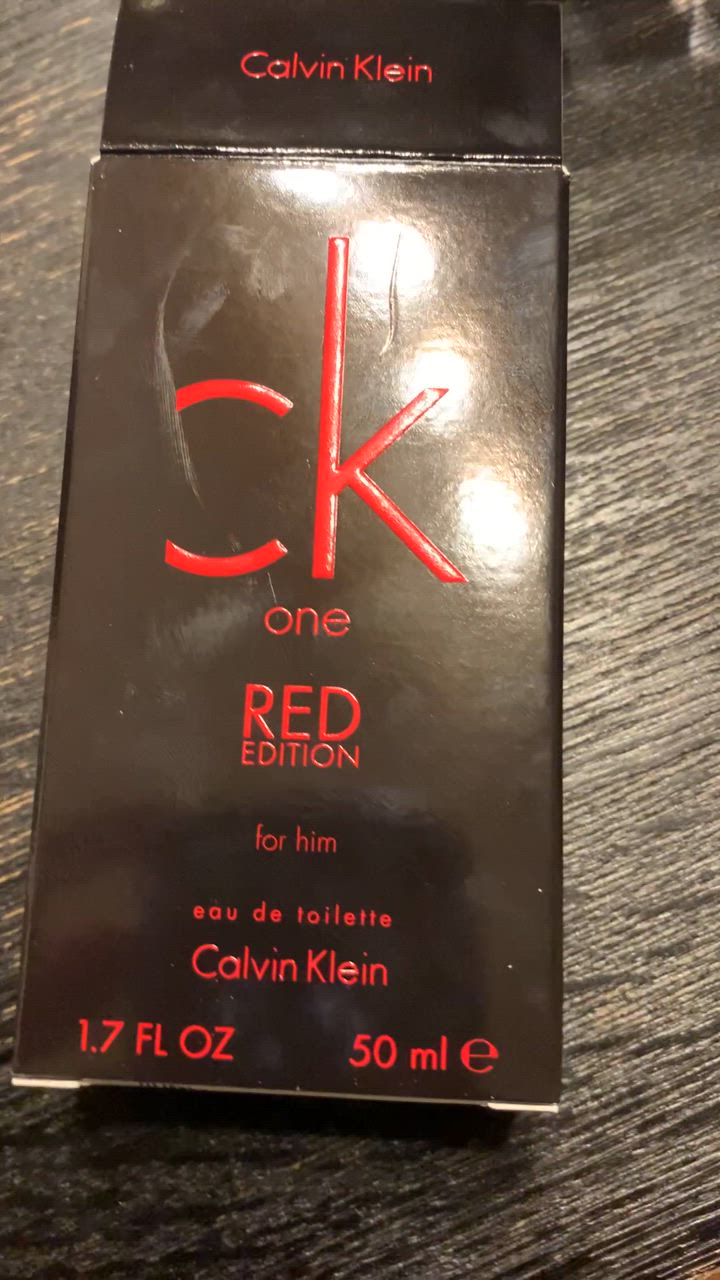 Calvin Klein
ck
one
RED
EDITION
for him
eau de toilette
Calvin Klein
1.7 FL OZ 50 ml ℮